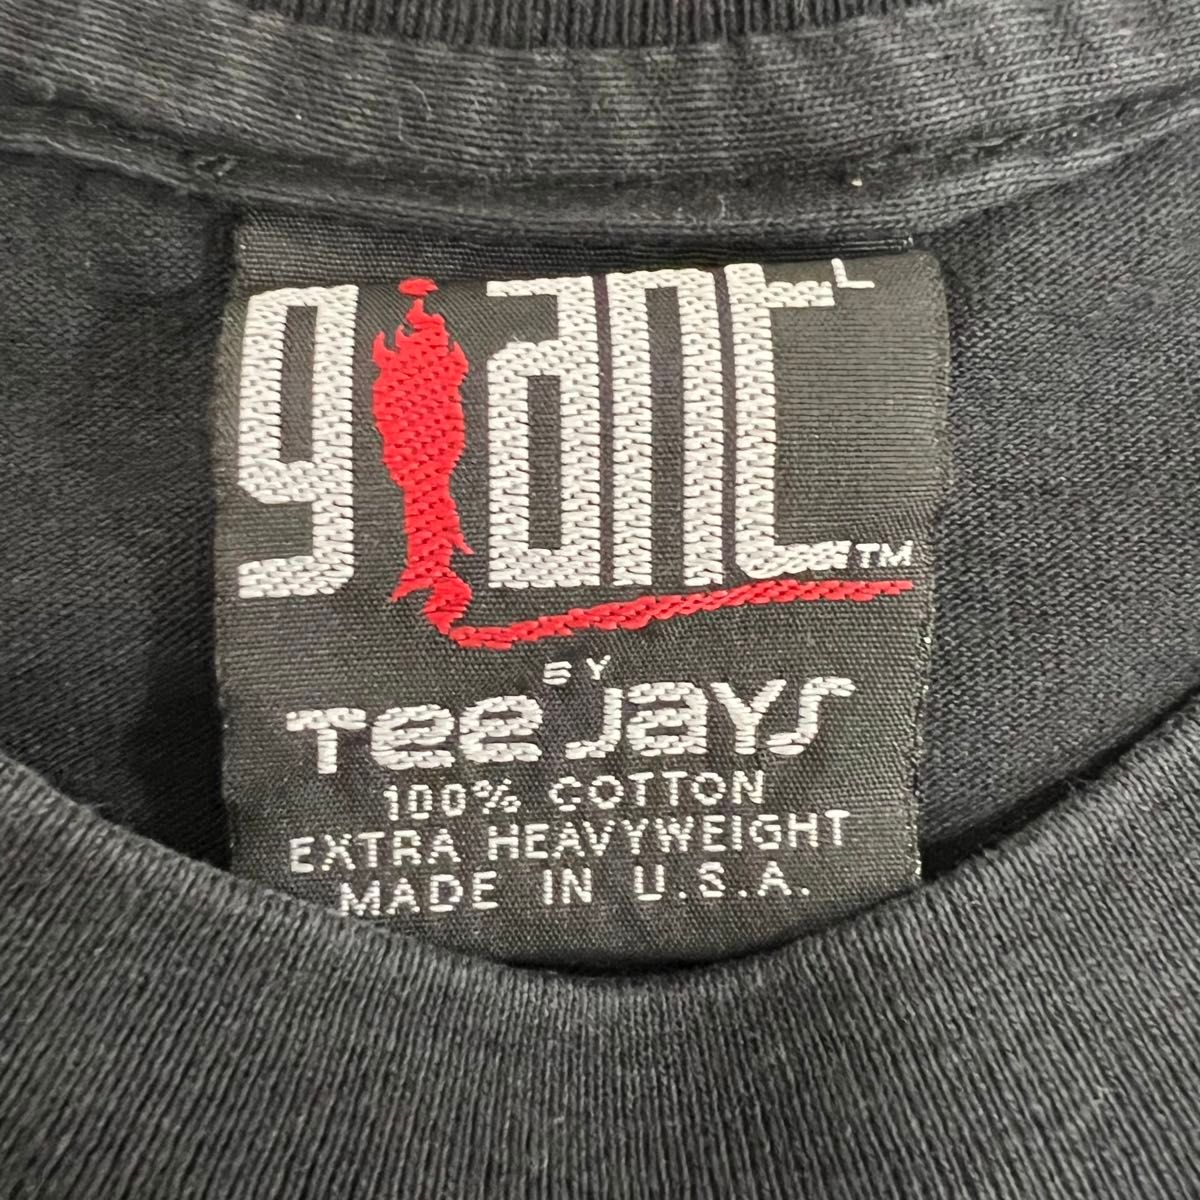 giant L
TM
BY
Tee Jays
100% COTTON
EXTRA HEAVYWEIGHT
MADE IN U.S.A.